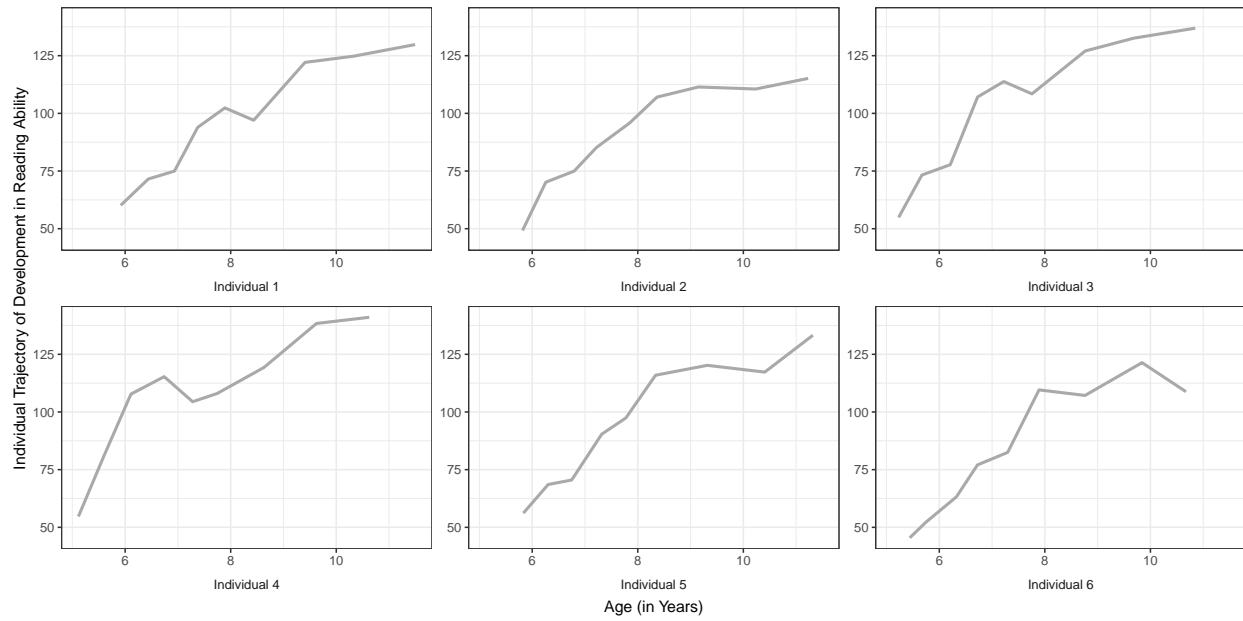 Individual Trajectory of Development in Reading Ability
125
100
75
50
6 8 10
Individual 1
125
100
75
50
6 8 10
Individual 2
125
100
75
50
6 8 10
Individual 3
125
100
75
50
6 8 10
Individual 4
125
100
75
50
6 8 10
Individual 5
125
100
75
50
6 8 10
Individual 6
Age (in Years)